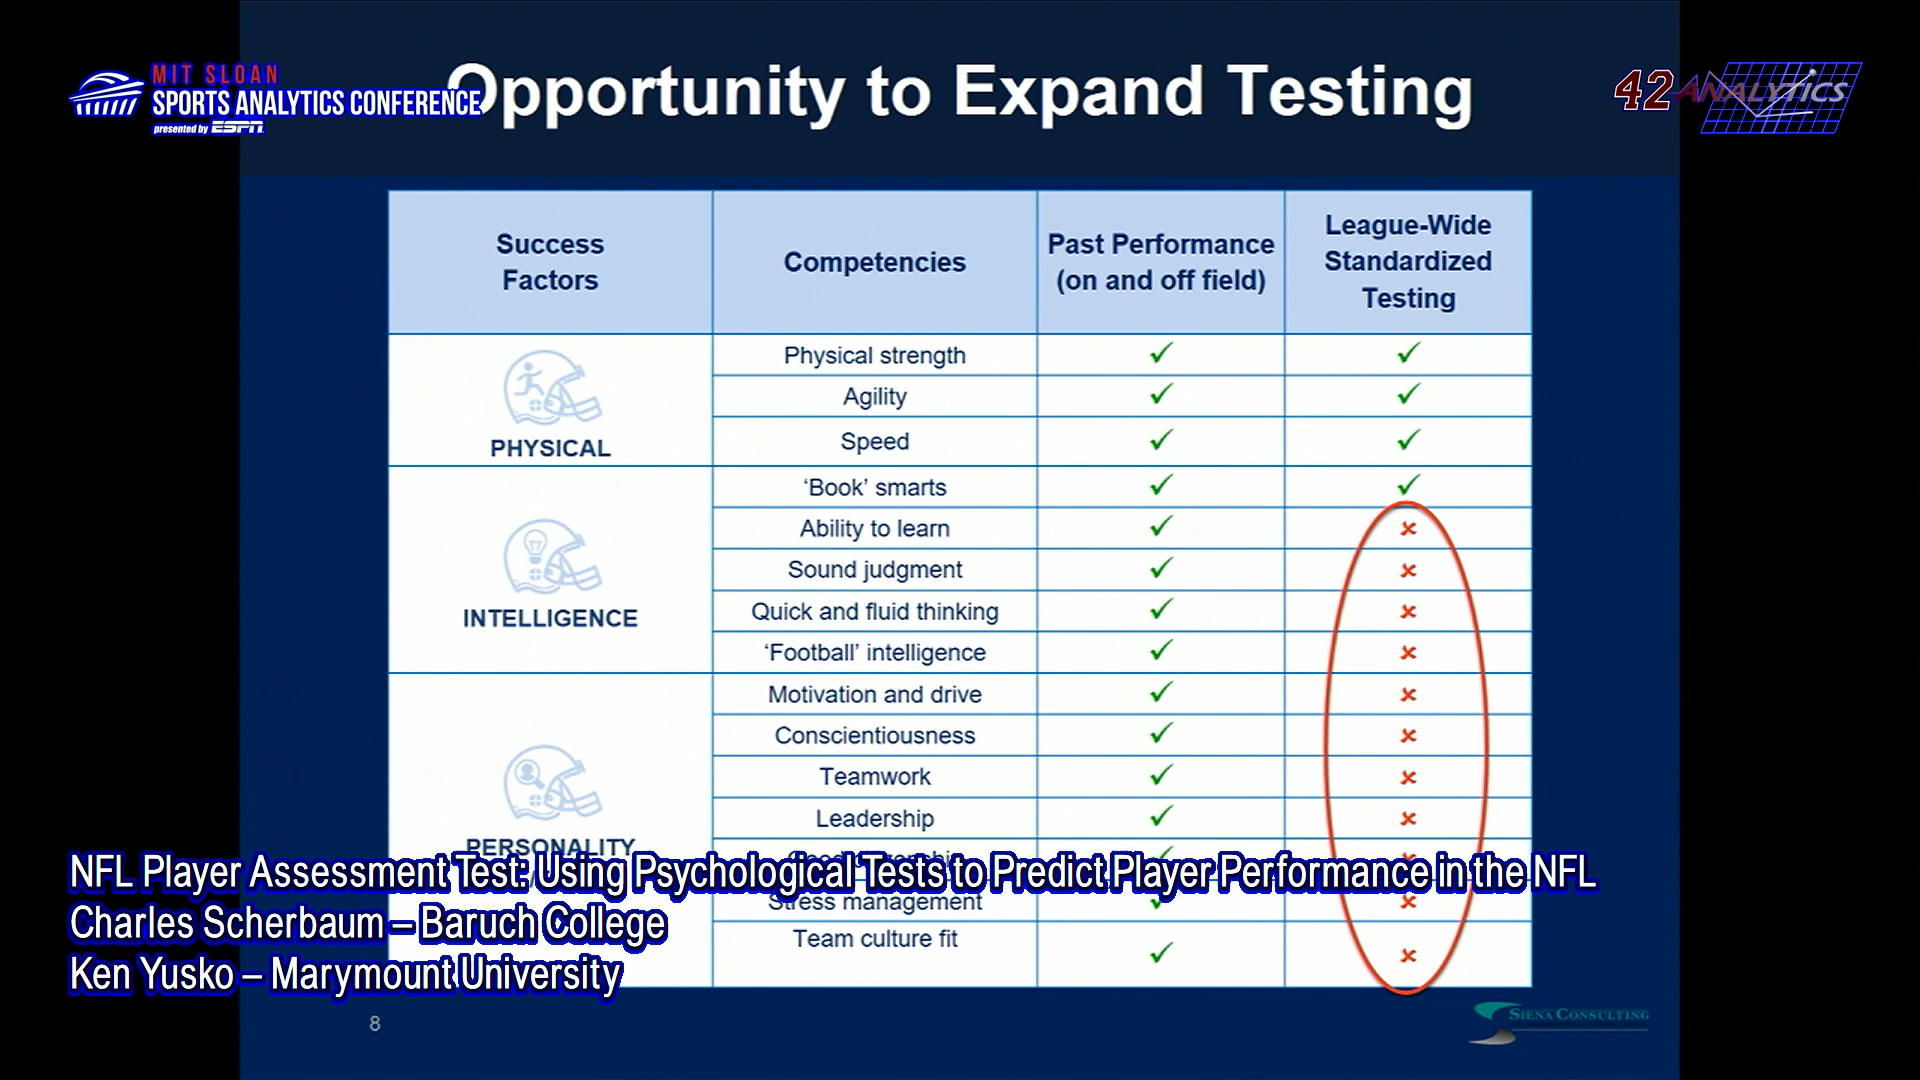 MIT SLOAN
SPORTS ANALYTICS CONFERENCE
presented by ESPN
Opportunity to Expand Testing
42 ANALYTICS
Success
Factors
Competencies
Past Performance
(on and off field)
League-Wide
Standardized
Testing
PHYSICAL
Physical strength
Agility
Speed
INTELLIGENCE
‘Book’ smarts
Ability to learn
Sound judgment
Quick and fluid thinking
‘Football’ intelligence
PERSONALITY
Motivation and drive
Conscientiousness
Teamwork
Leadership
Stress management
Team culture fit
NFL Player Assessment Test: Using Psychological Tests to Predict Player Performance in the NFL
Charles Scherbaum – Baruch College
Ken Yusko – Marymount University
8
SIENA CONSULTING